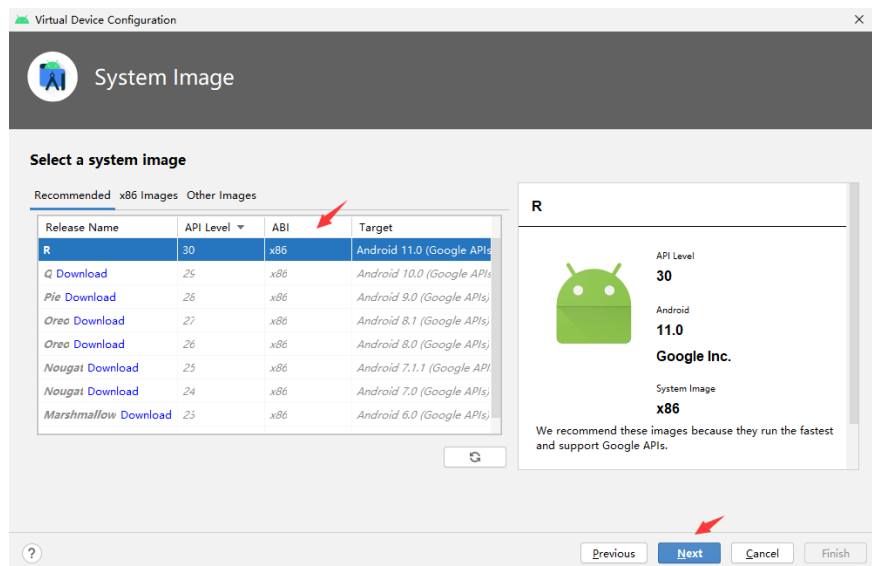 Virtual Device Configuration
System Image
Select a system image
Recommended x86 Images Other Images
Release Name API Level ABI Target
R 30 x86 Android 11.0 (Google APIs
Q Download 29 x86 Android 10.0 (Google APIs
Pie Download 28 x86 Android 9.0 (Google APIs)
Oreo Download 27 x86 Android 8.1 (Google APIs)
Oreo Download 26 x86 Android 8.0 (Google APIs)
Nougat Download 25 x86 Android 7.1.1 (Google API
Nougat Download 24 x86 Android 7.0 (Google APIs)
Marshmallow Download 23 x86 Android 6.0 (Google APIs)
R
API Level
30
Android
11.0
Google Inc.
System Image
x86
We recommend these images because they run the fastest
and support Google APIs.
? Previous Next Cancel Finish